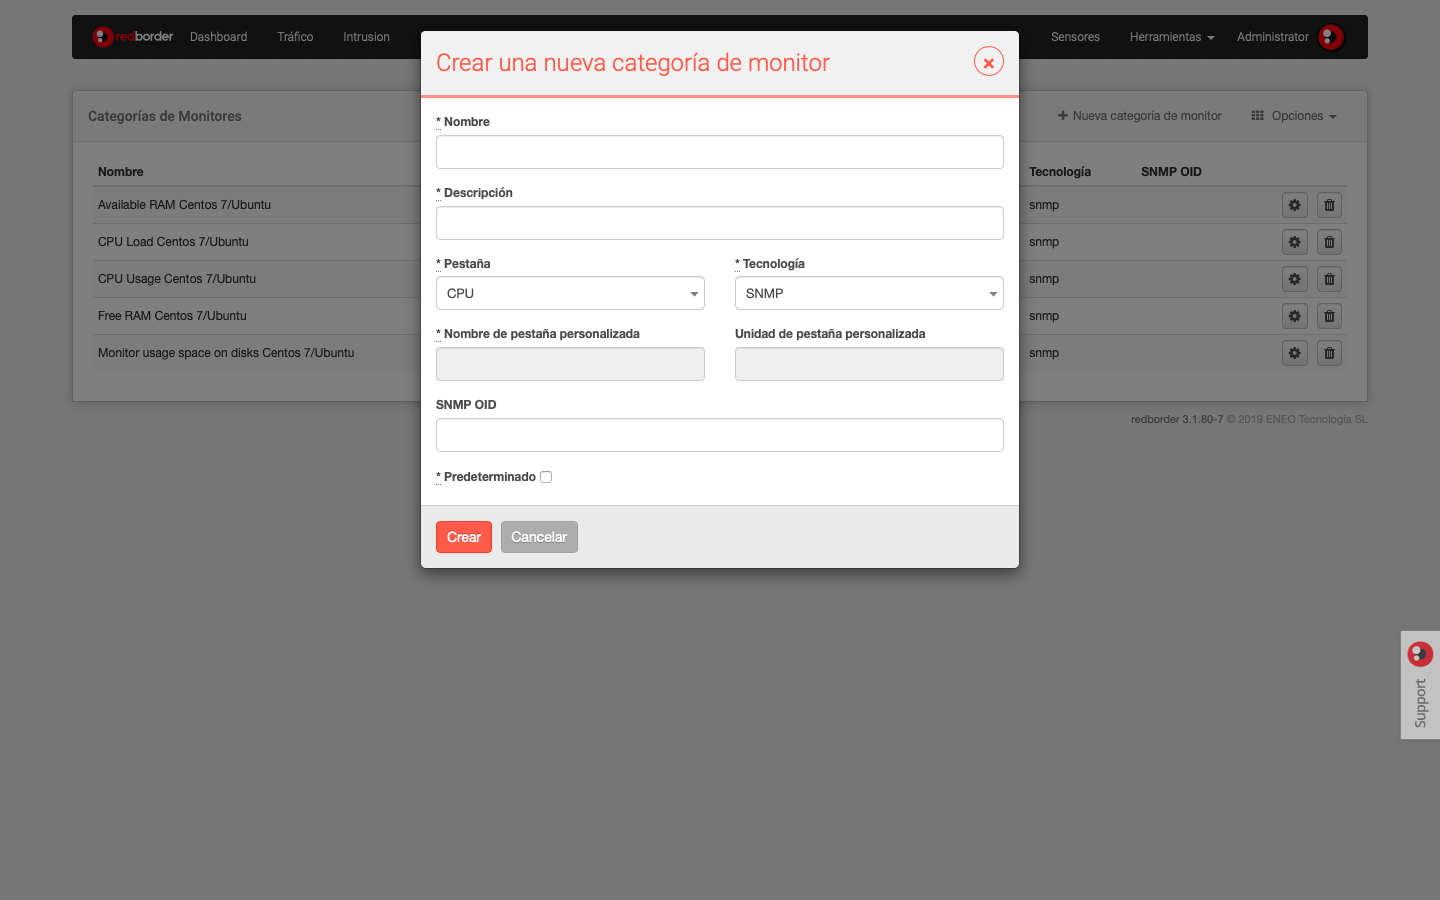 redborder Dashboard Tráfico Intrusion Sensores Herramientas Administrator
Crear una nueva categoría de monitor
Categorías de Monitores
Nueva categoría de monitor Opciones
Nombre Tecnología SNMP OID
Available RAM Centos 7/Ubuntu snmp
CPU Load Centos 7/Ubuntu snmp
CPU Usage Centos 7/Ubuntu snmp
Free RAM Centos 7/Ubuntu snmp
Monitor usage space on disks Centos 7/Ubuntu snmp
* Nombre
* Descripción
* Pestaña * Tecnología
CPU SNMP
* Nombre de pestaña personalizada Unidad de pestaña personalizada
SNMP OID
* Predeterminado
Crear Cancelar
redborder 3.1.80-7 © 2019 ENEO Tecnología SL
Support